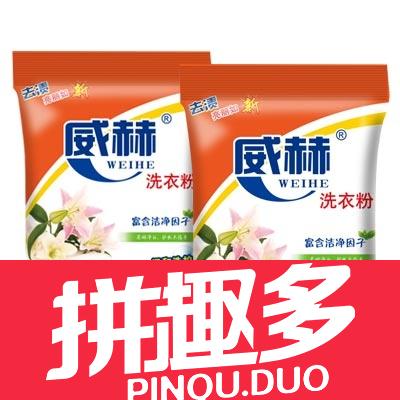 去渍
亮丽如新
威赫®
WEIHE
洗衣粉
富含洁净因子
去渍
亮丽如新
威赫®
WEIHE
洗衣粉
富含洁净因子
拼趣多
PINQU.DUO